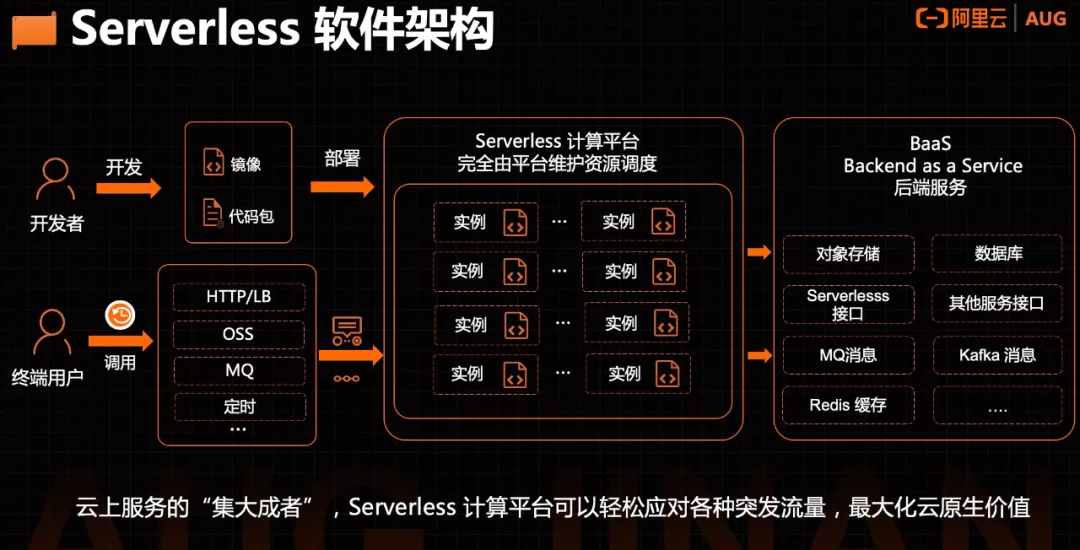 Serverless 软件架构
阿里云 | AUG
开发者
开发
镜像
代码包
部署
终端用户
调用
HTTP/LB
OSS
MQ
定时
...
Serverless 计算平台
完全由平台维护资源调度
实例 ... 实例
实例 ... 实例
实例 ... 实例
实例 ... 实例
BaaS
Backend as a Service
后端服务
对象存储
数据库
Serverlesss
接口
其他服务接口
MQ消息
Kafka 消息
Redis 缓存
....
云上服务的“集大成者”，Serverless 计算平台可以轻松应对各种突发流量，最大化云原生价值
AUG JINAN